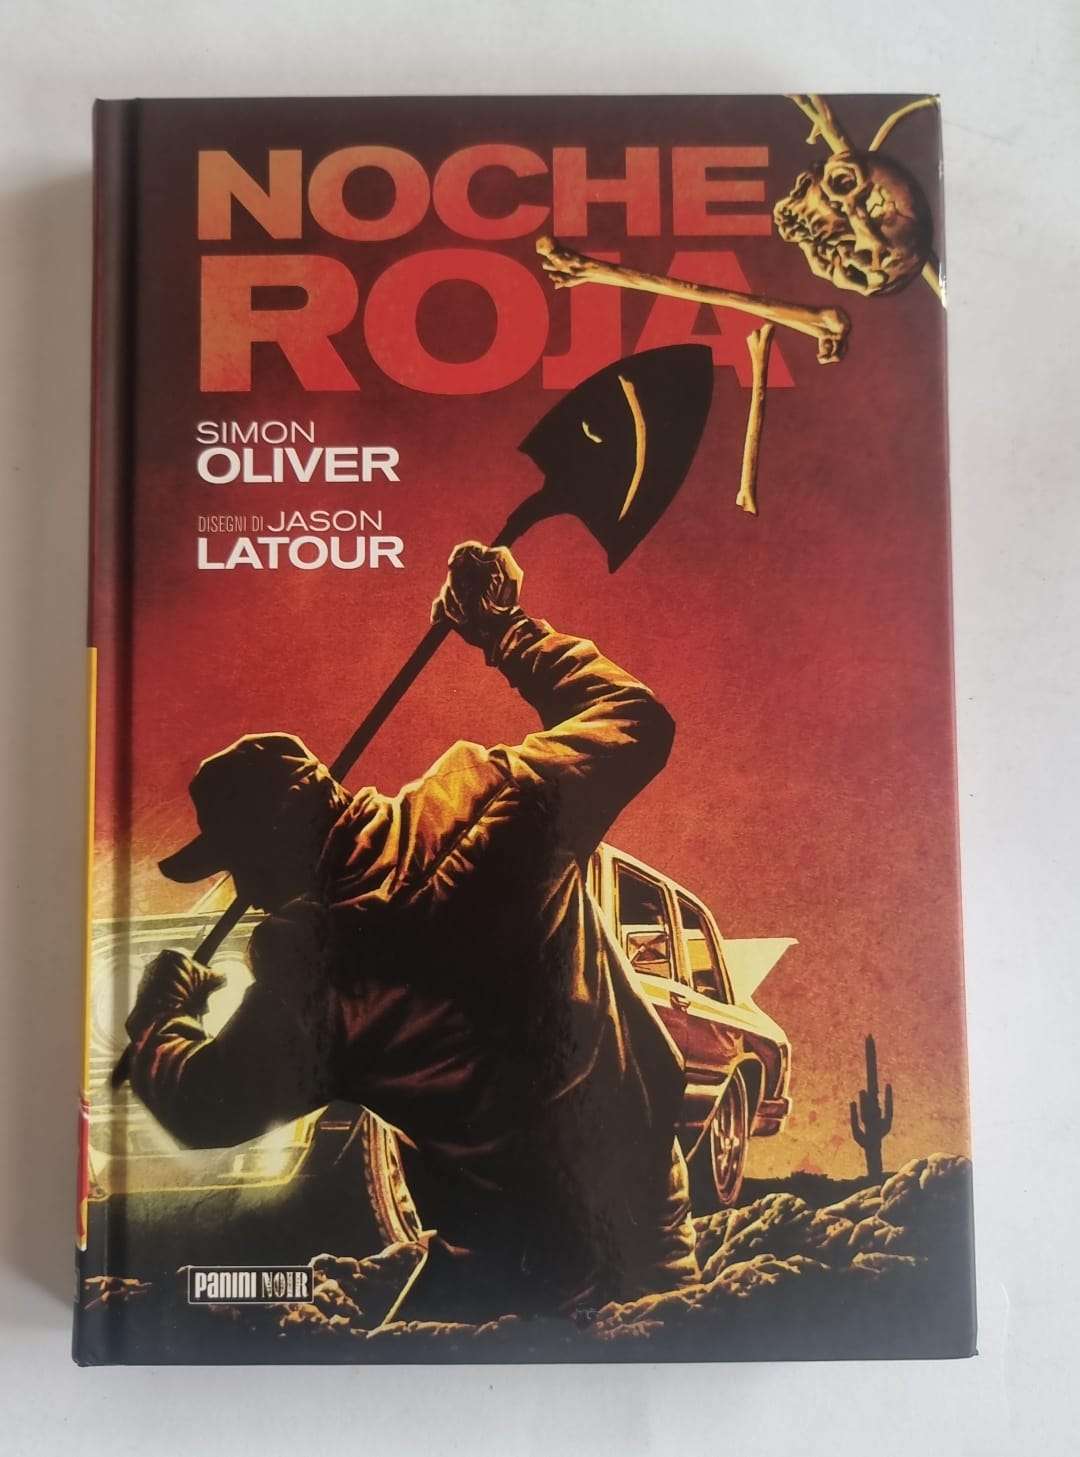 NOCHE
ROJA
SIMON
OLIVER
DISEGNI DI JASON
LATOUR
PANINI NOIR